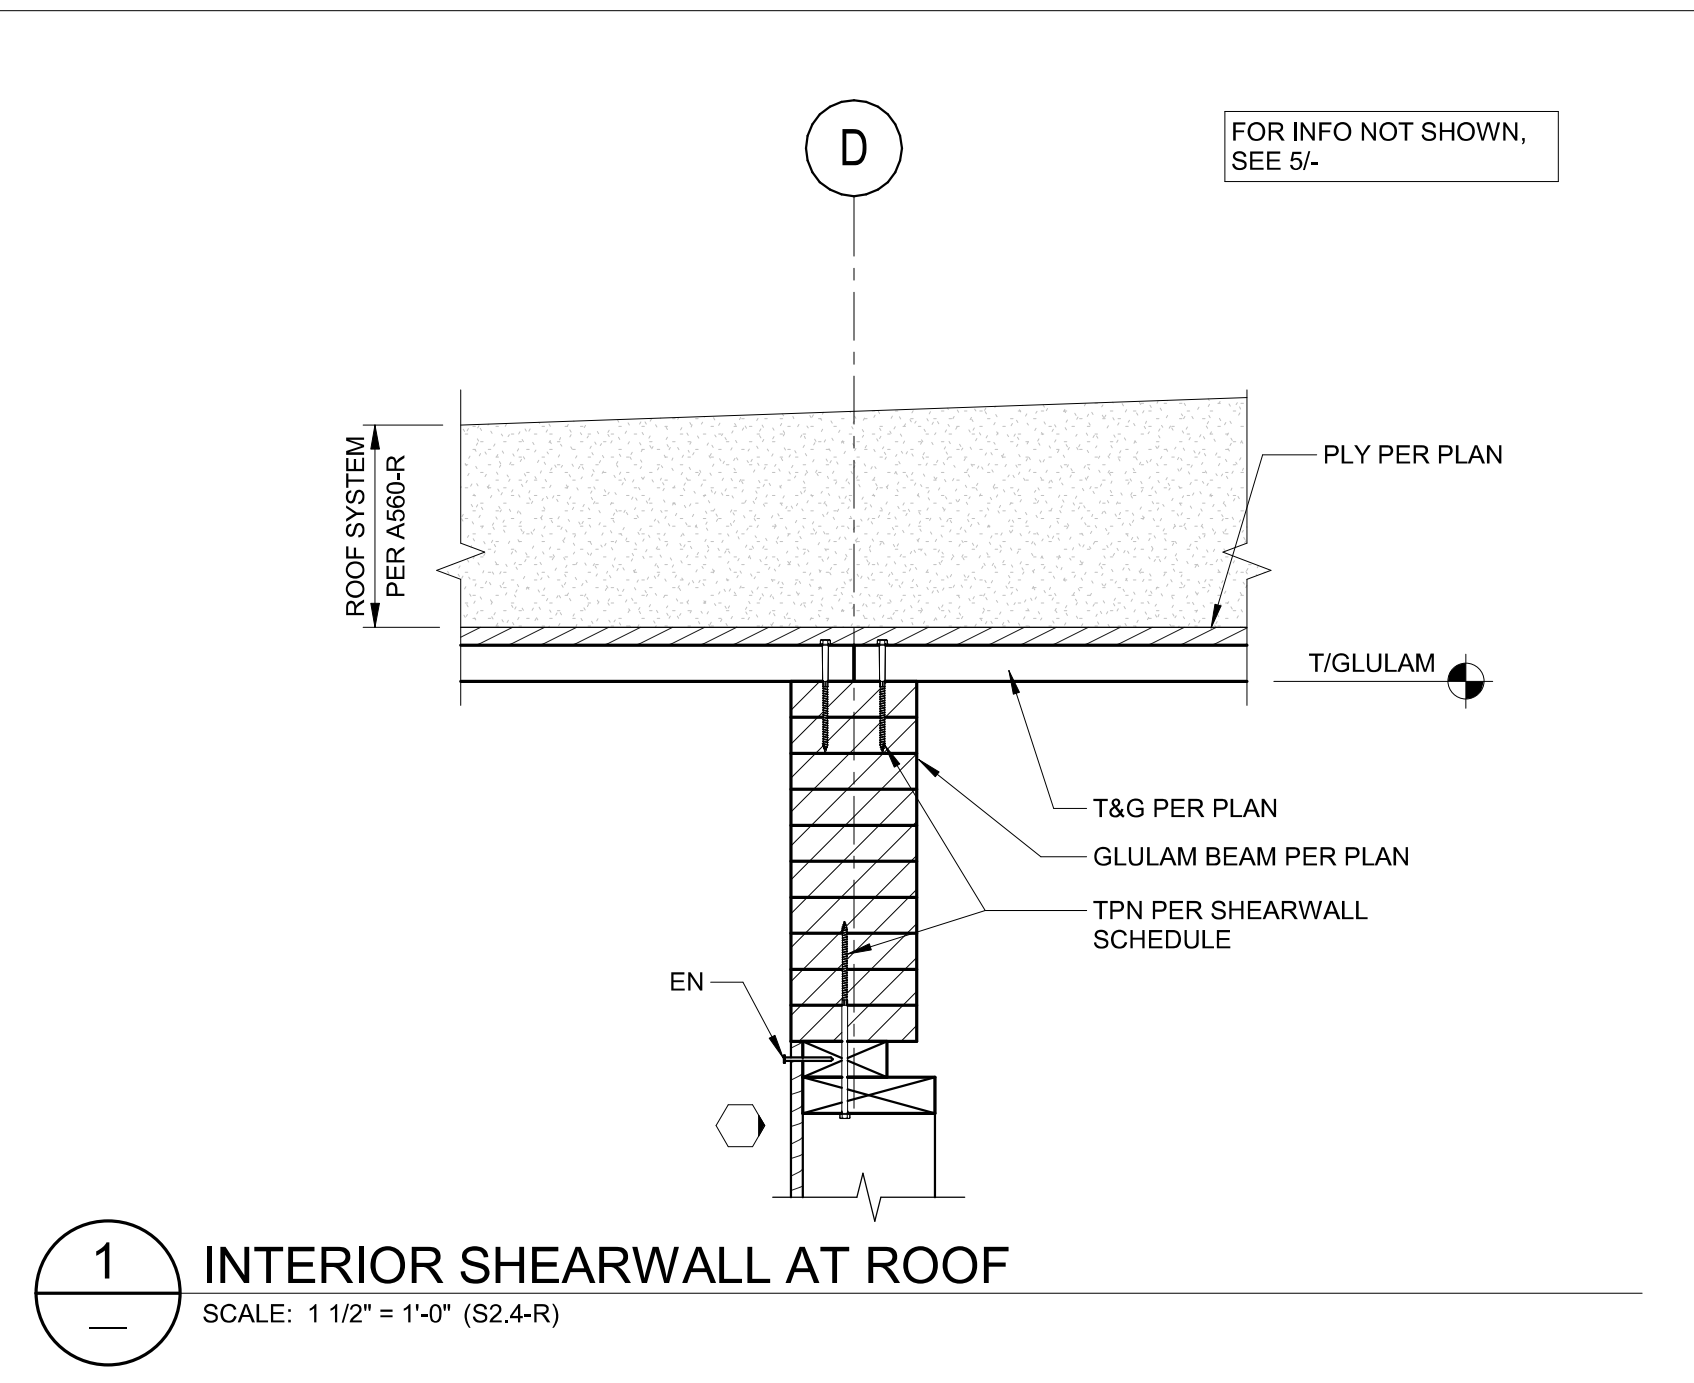 D
FOR INFO NOT SHOWN,
SEE 5/-
ROOF SYSTEM
PER A560-R
PLY PER PLAN
T/GLULAM
T&G PER PLAN
GLULAM BEAM PER PLAN
TPN PER SHEARWALL
SCHEDULE
EN
1
INTERIOR SHEARWALL AT ROOF
SCALE: 1 1/2" = 1'-0" (S2.4-R)